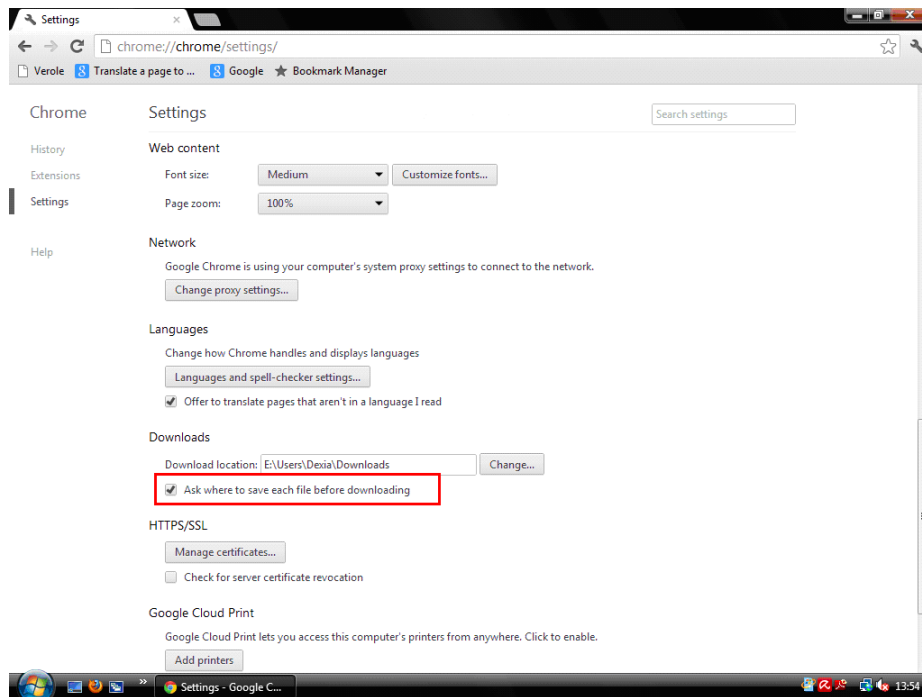 Settings
chrome://chrome/settings/
Verole Translate a page to ... Google Bookmark Manager
Chrome
Settings
Search settings
History
Extensions
Settings
Help
Web content
Font size: Medium Customize fonts...
Page zoom: 100%
Network
Google Chrome is using your computer's system proxy settings to connect to the network.
Change proxy settings...
Languages
Change how Chrome handles and displays languages
Languages and spell-checker settings...
Offer to translate pages that aren't in a language I read
Downloads
Download location: E:\Users\Dexia\Downloads Change...
Ask where to save each file before downloading
HTTPS/SSL
Manage certificates...
Check for server certificate revocation
Google Cloud Print
Google Cloud Print lets you access this computer's printers from anywhere. Click to enable.
Add printers
Settings - Google C... 13:54